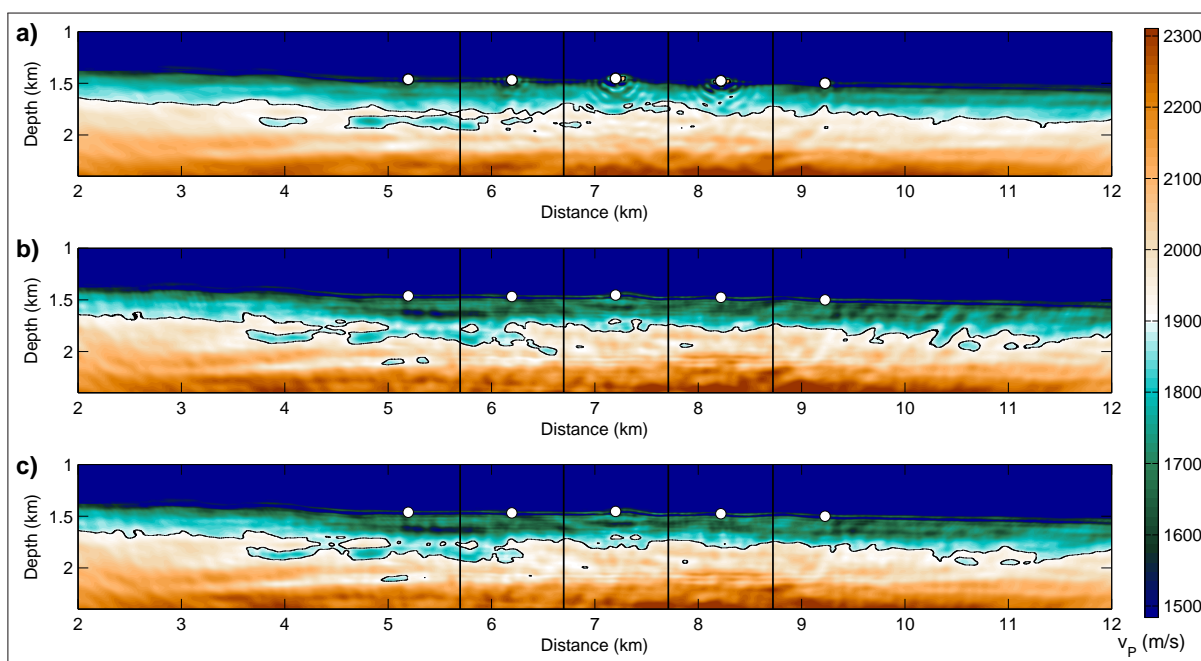 a)
1
1.5
2
Depth (km)
2 3 4 5 6 7 8 9 10 11 12
Distance (km)
b)
1
1.5
2
Depth (km)
2 3 4 5 6 7 8 9 10 11 12
Distance (km)
c)
1
1.5
2
Depth (km)
2 3 4 5 6 7 8 9 10 11 12
Distance (km)
2300
2200
2100
2000
1900
1800
1700
1600
1500
v_P (m/s)